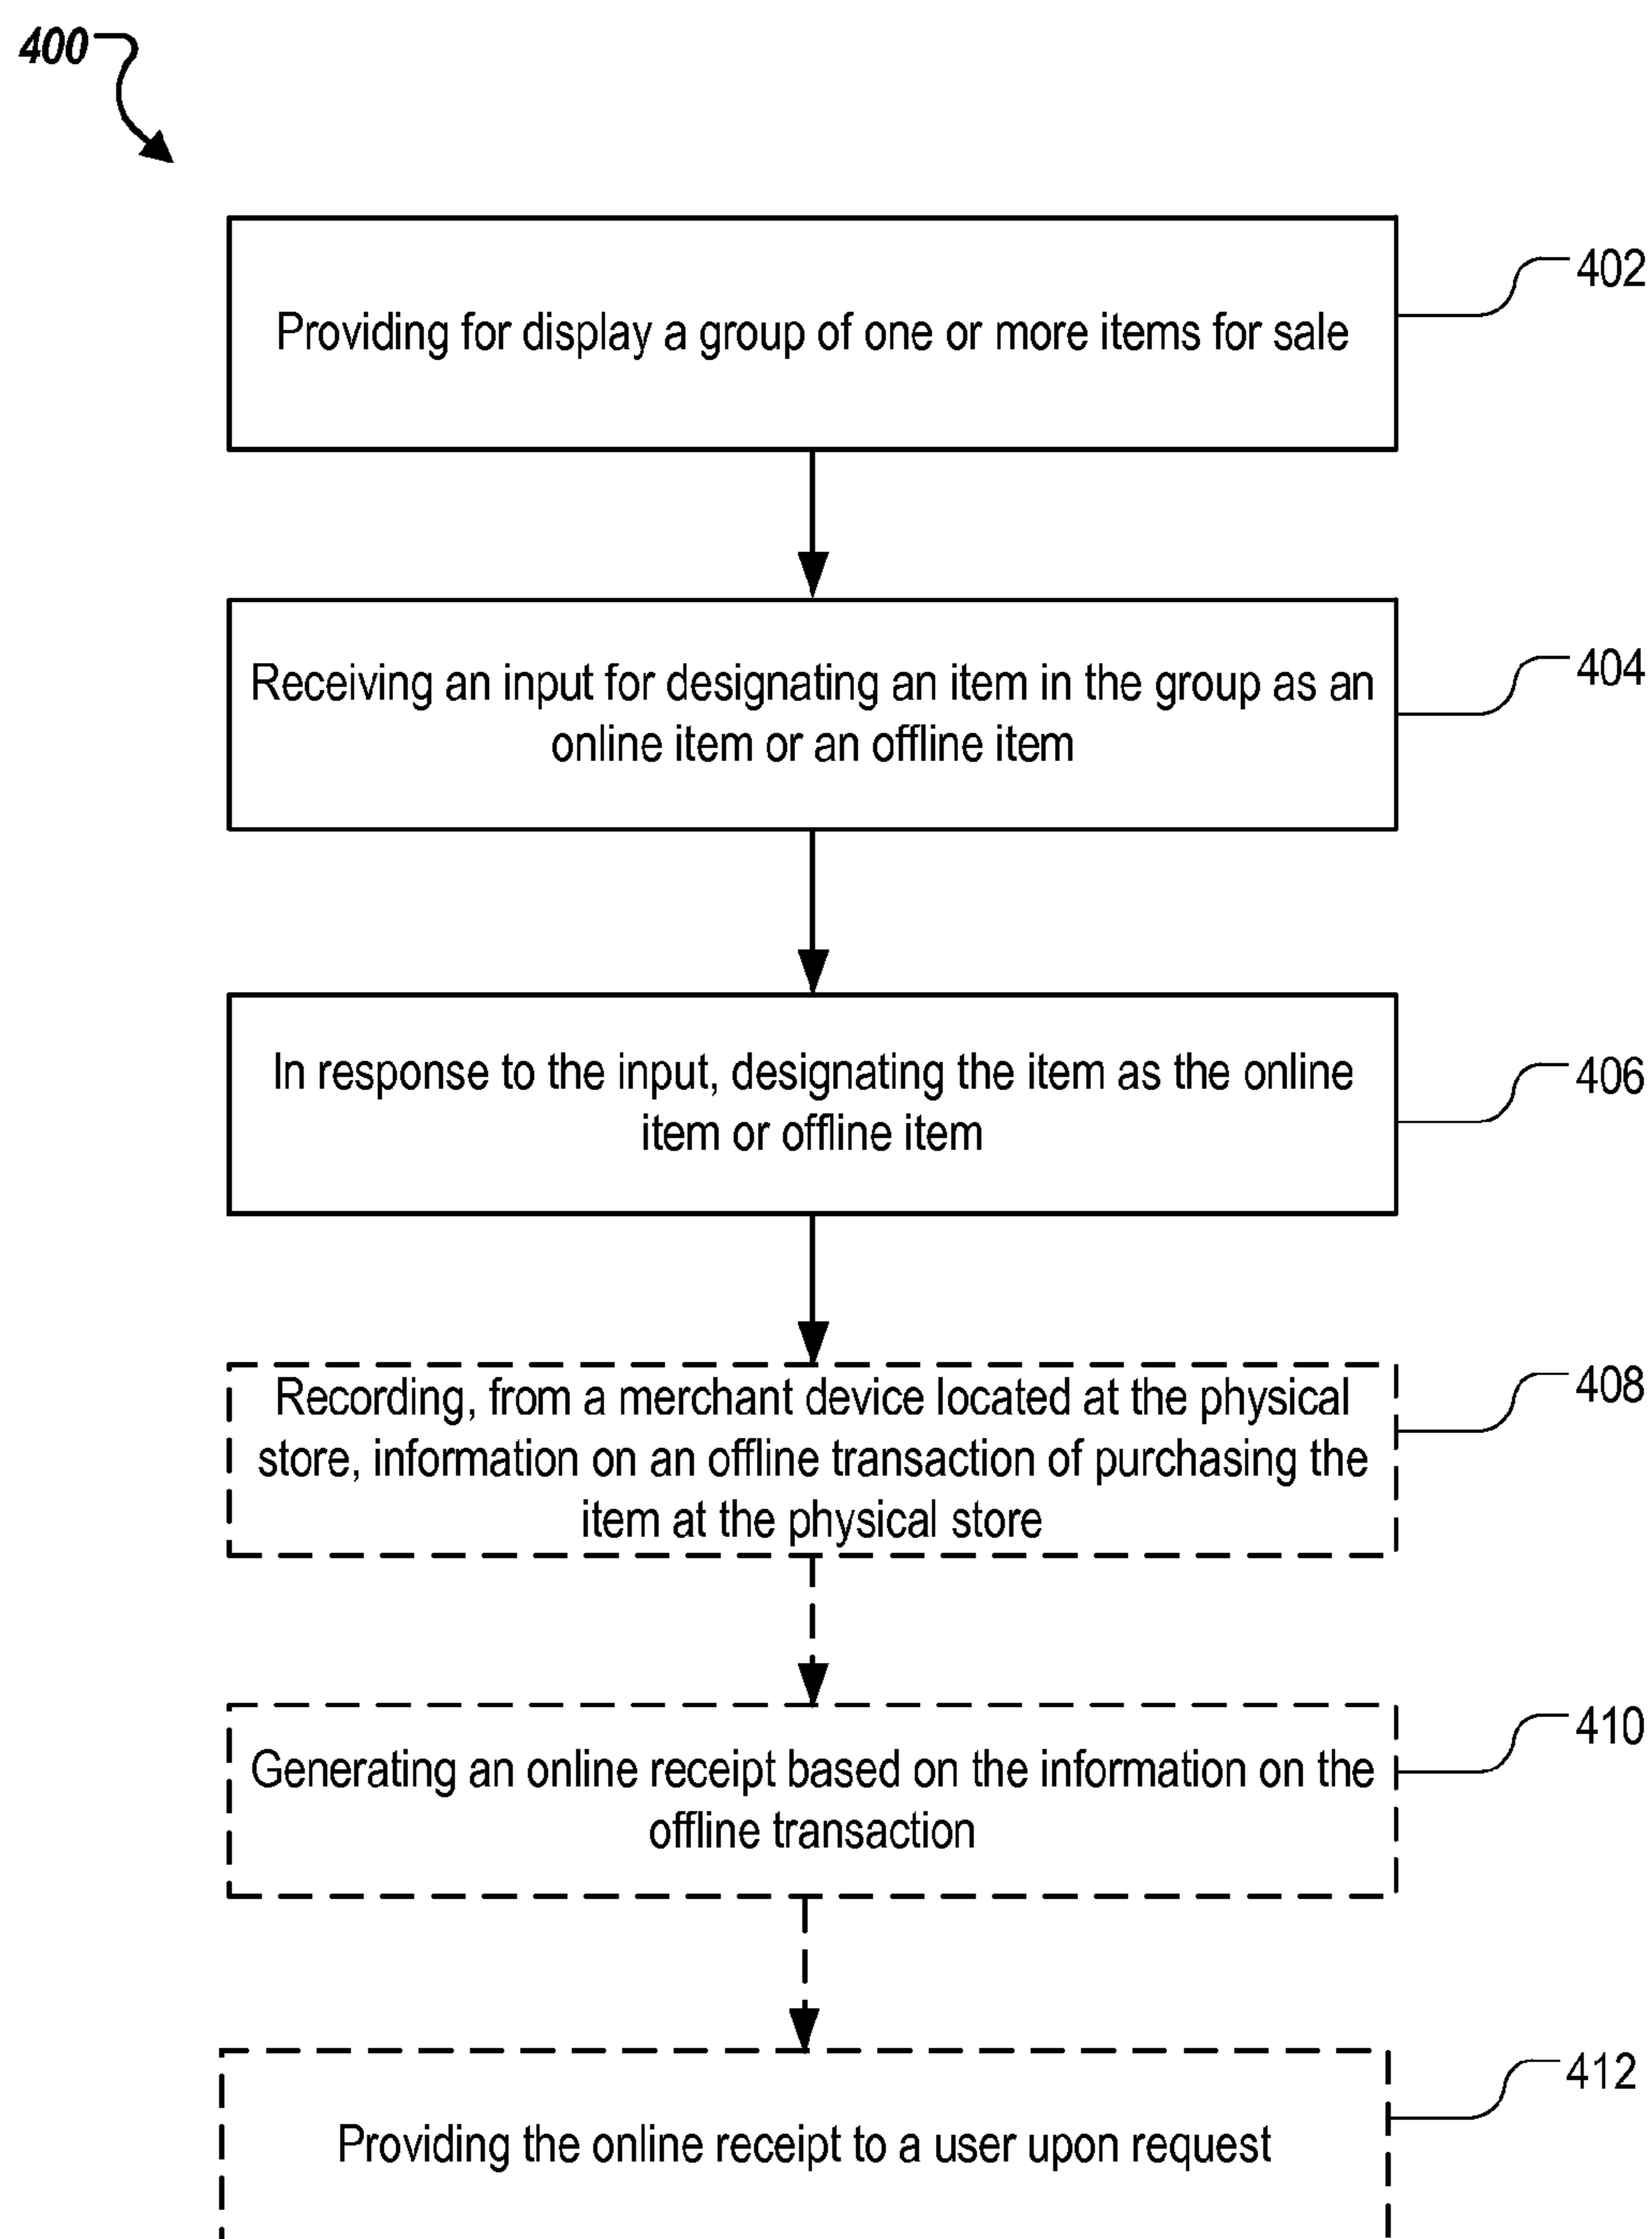 400
Providing for display a group of one or more items for sale
402
Receiving an input for designating an item in the group as an
online item or an offline item
404
In response to the input, designating the item as the online
item or offline item
406
Recording, from a merchant device located at the physical
store, information on an offline transaction of purchasing the
item at the physical store
408
Generating an online receipt based on the information on the
offline transaction
410
Providing the online receipt to a user upon request
412